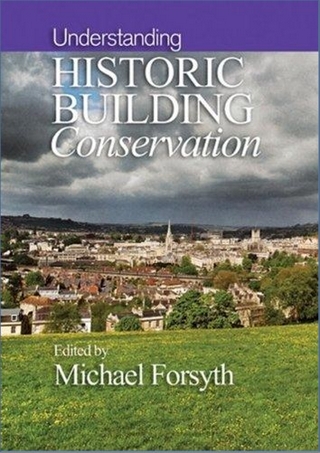 Understanding
HISTORIC
BUILDING
Conservation
Edited by
Michael Forsyth